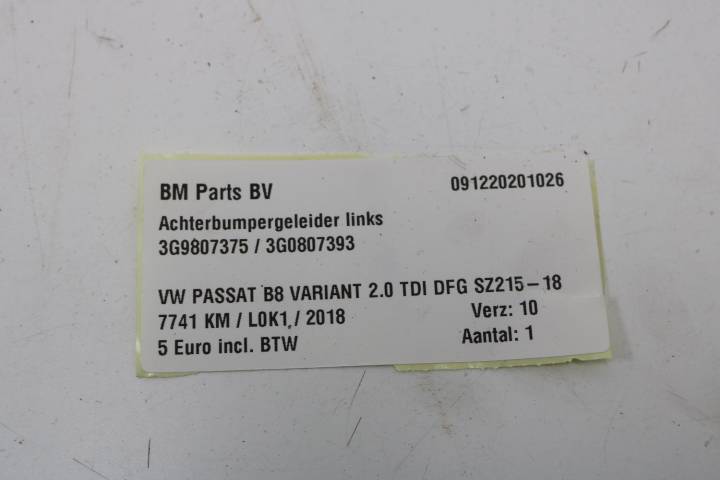 BM Parts BV 091220201026
Achterbumpergeleider links
3G9807375 / 3G0807393
VW PASSAT B8 VARIANT 2.0 TDI DFG SZ215-18
7741 KM / L0K1 / 2018 Verz: 10
5 Euro incl. BTW Aantal: 1